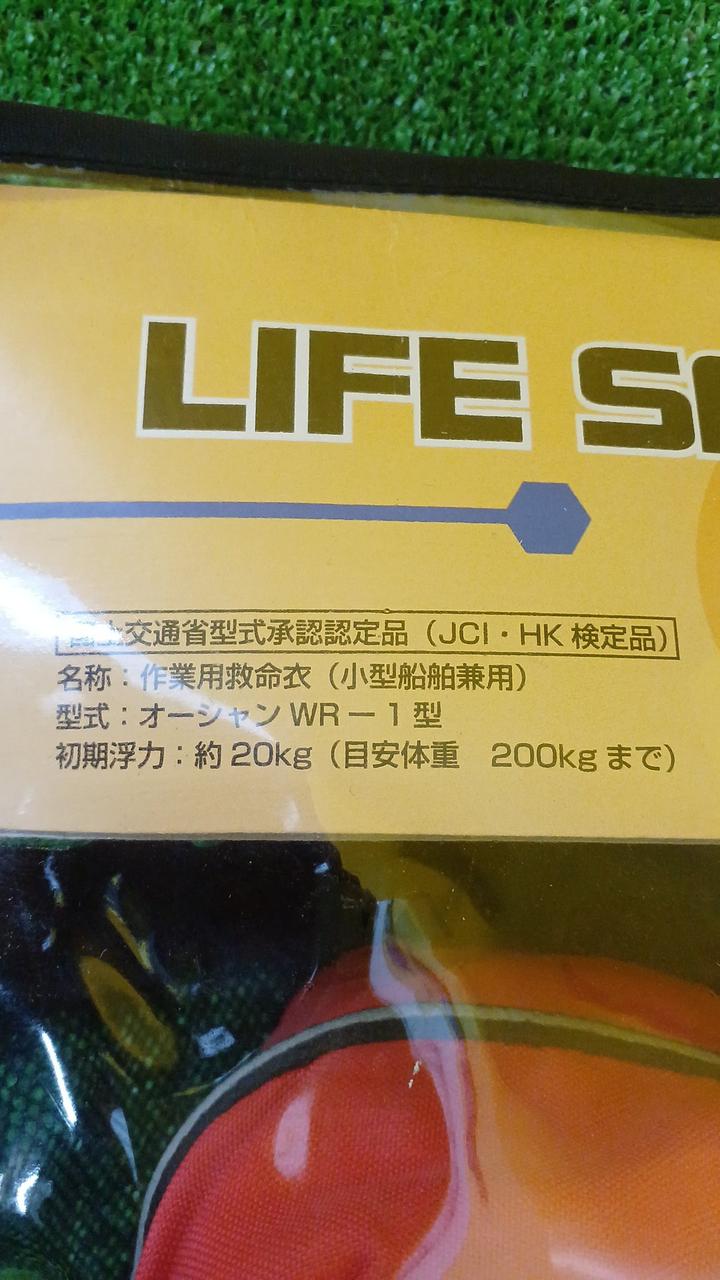 LIFE S
国土交通省型式承認認定品（JCI・HK 検定品）
名称：作業用救命衣（小型船舶兼用）
型式：オーシャン WR ー 1 型
初期浮力：約 20kg（目安体重　200kg まで）